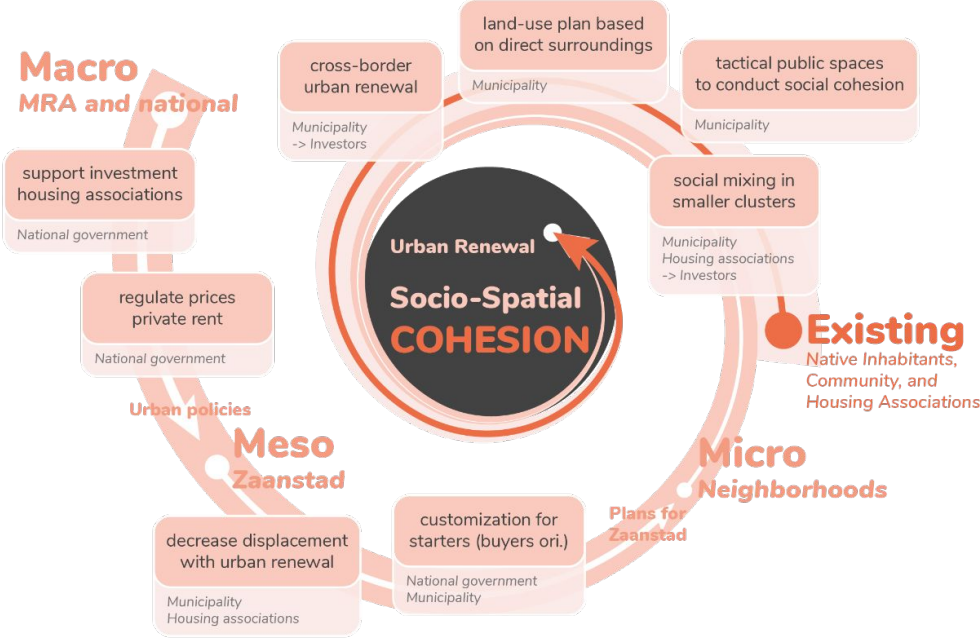 Macro
MRA and national
support investment
housing associations
National government
regulate prices
private rent
National government
Urban policies
Meso
Zaanstad
decrease displacement
with urban renewal
Municipality
Housing associations
customization for
starters (buyers ori.)
National government
Municipality
Plans for
Zaanstad
Micro
Neighborhoods
Existing
Native Inhabitants,
Community, and
Housing Associations
social mixing in
smaller clusters
Municipality
Housing associations
-> Investors
tactical public spaces
to conduct social cohesion
Municipality
land-use plan based
on direct surroundings
Municipality
cross-border
urban renewal
Municipality
-> Investors
Urban Renewal
Socio-Spatial
COHESION